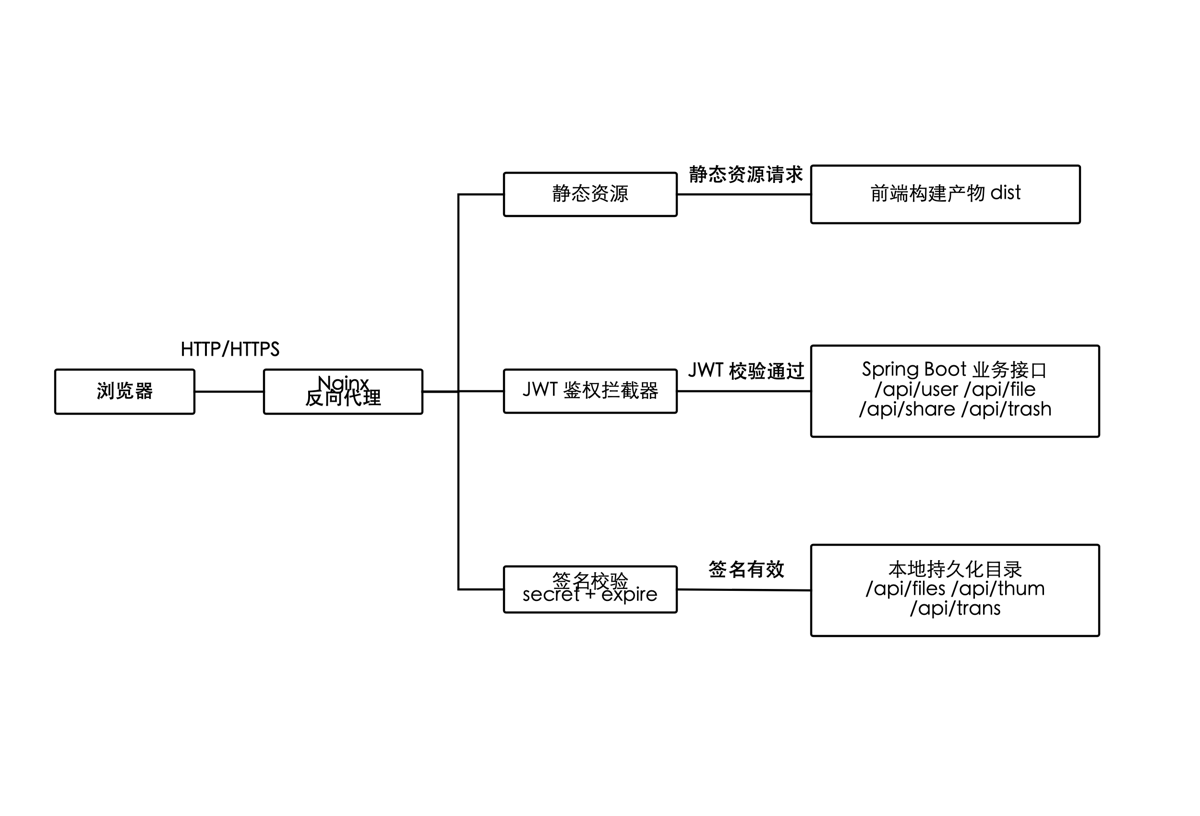 静态资源
静态资源请求
前端构建产物 dist
HTTP/HTTPS
浏览器
Nginx
反向代理
JWT 鉴权拦截器
JWT 校验通过
Spring Boot 业务接口
/api/user /api/file
/api/share /api/trash
签名校验
secret + expire
签名有效
本地持久化目录
/api/files /api/thum
/api/trans